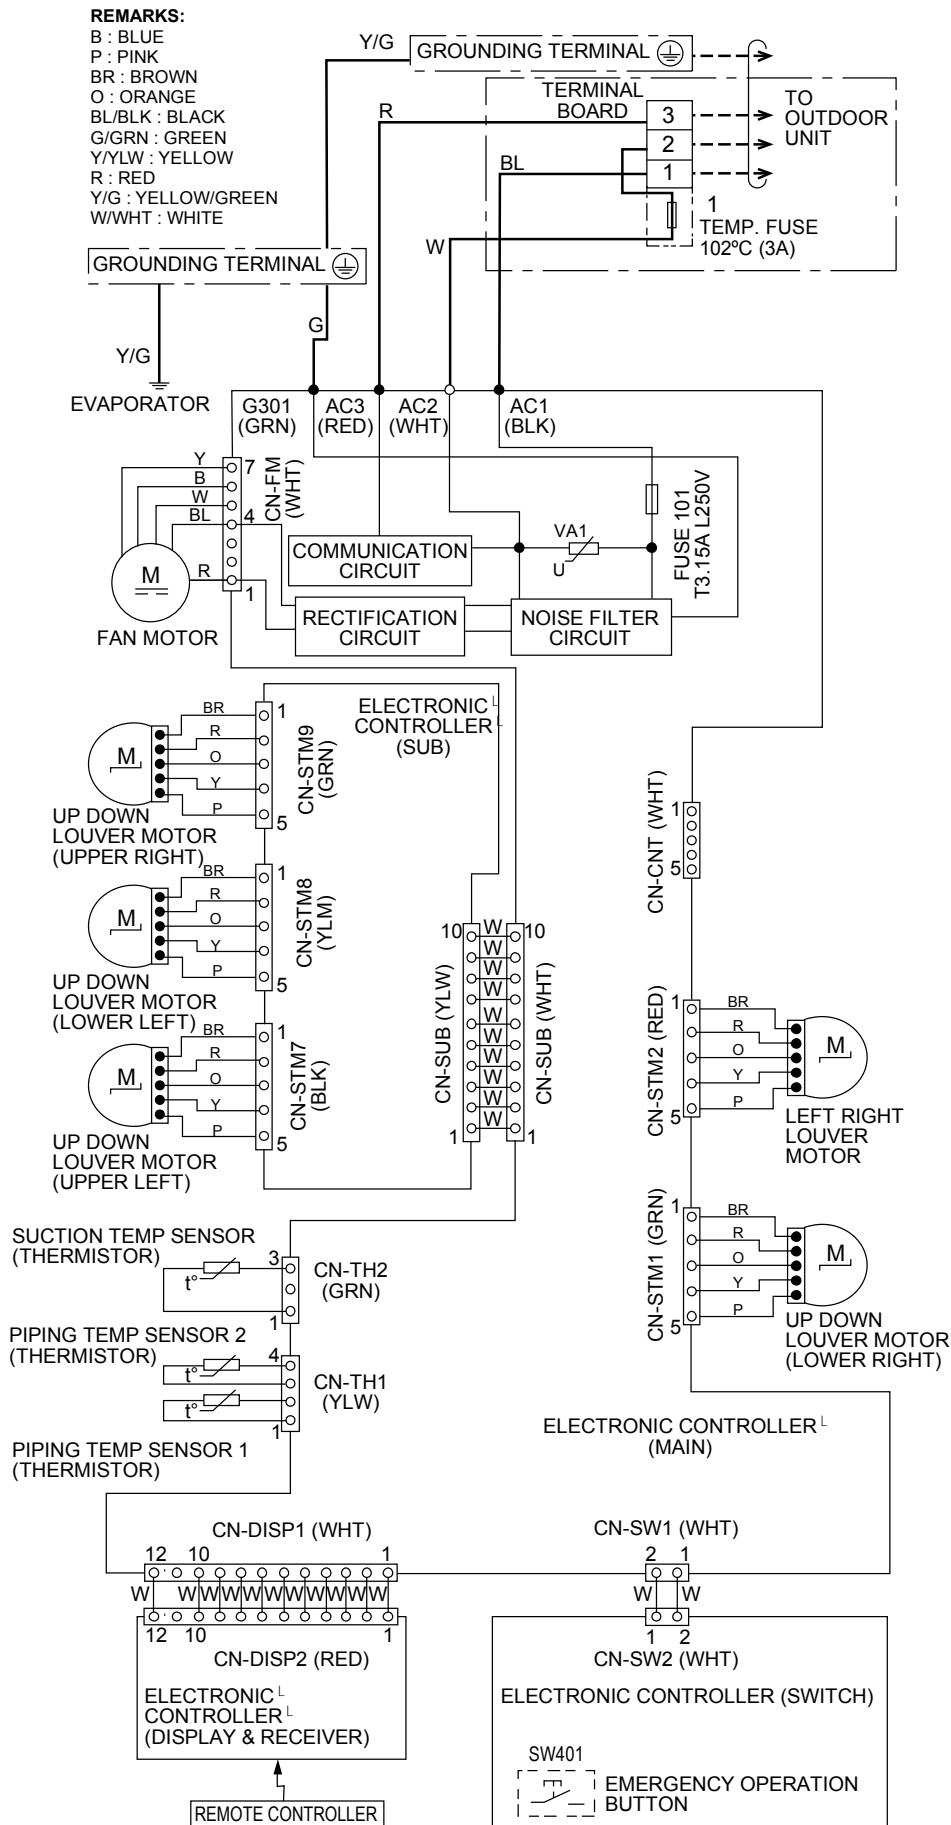 REMARKS:
B : BLUE
P : PINK
BR : BROWN
O : ORANGE
BL/BLK : BLACK
G/GRN : GREEN
Y/YLW : YELLOW
R : RED
Y/G : YELLOW/GREEN
W/WHT : WHITE
Y/G
GROUNDING TERMINAL
TERMINAL
BOARD
3
2
1
TO
OUTDOOR
UNIT
R
BL
W
1
TEMP. FUSE
102ºC (3A)
GROUNDING TERMINAL
G
Y/G
EVAPORATOR
G301
(GRN)
AC3
(RED)
AC2
(WHT)
AC1
(BLK)
Y
B
W
BL
R
7
4
1
CN-FM
(WHT)
M
FAN MOTOR
COMMUNICATION
CIRCUIT
VA1
U
FUSE 101
T3.15A L250V
RECTIFICATION
CIRCUIT
NOISE FILTER
CIRCUIT
ELECTRONIC└
CONTROLLER└
(SUB)
BR
R
O
Y
P
1
5
M
CN-STM9
(GRN)
UP DOWN
LOUVER MOTOR
(UPPER RIGHT)
BR
R
O
Y
P
1
5
M
CN-STM8
(YLM)
UP DOWN
LOUVER MOTOR
(LOWER LEFT)
BR
R
O
Y
P
1
5
M
CN-STM7
(BLK)
UP DOWN
LOUVER MOTOR
(UPPER LEFT)
CN-SUB (YLW)
10
1
W
W
W
W
W
W
W
W
W
W
10
1
CN-SUB (WHT)
CN-CNT (WHT)
1
5
CN-STM2 (RED)
1
5
BR
R
O
Y
P
M
LEFT RIGHT
LOUVER
MOTOR
CN-STM1 (GRN)
1
5
BR
R
O
Y
P
M
UP DOWN
LOUVER MOTOR
(LOWER RIGHT)
SUCTION TEMP SENSOR
(THERMISTOR)
t°
3
1
CN-TH2
(GRN)
PIPING TEMP SENSOR 2
(THERMISTOR)
t°
t°
4
1
CN-TH1
(YLW)
PIPING TEMP SENSOR 1
(THERMISTOR)
ELECTRONIC CONTROLLER└
(MAIN)
CN-DISP1 (WHT)
12 10 1
W W W W W W W W W W W
12 10 1
CN-DISP2 (RED)
ELECTRONIC└
CONTROLLER└
(DISPLAY & RECEIVER)
REMOTE CONTROLLER
CN-SW1 (WHT)
2 1
W W
1 2
CN-SW2 (WHT)
ELECTRONIC CONTROLLER (SWITCH)
SW401
EMERGENCY OPERATION
BUTTON